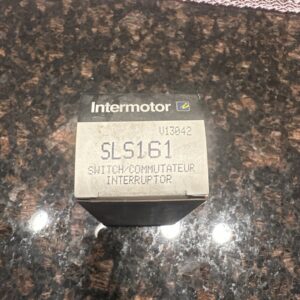 Intermotor
V13042
SLS161
SWITCH/COMMUTATEUR
INTERRUPTOR